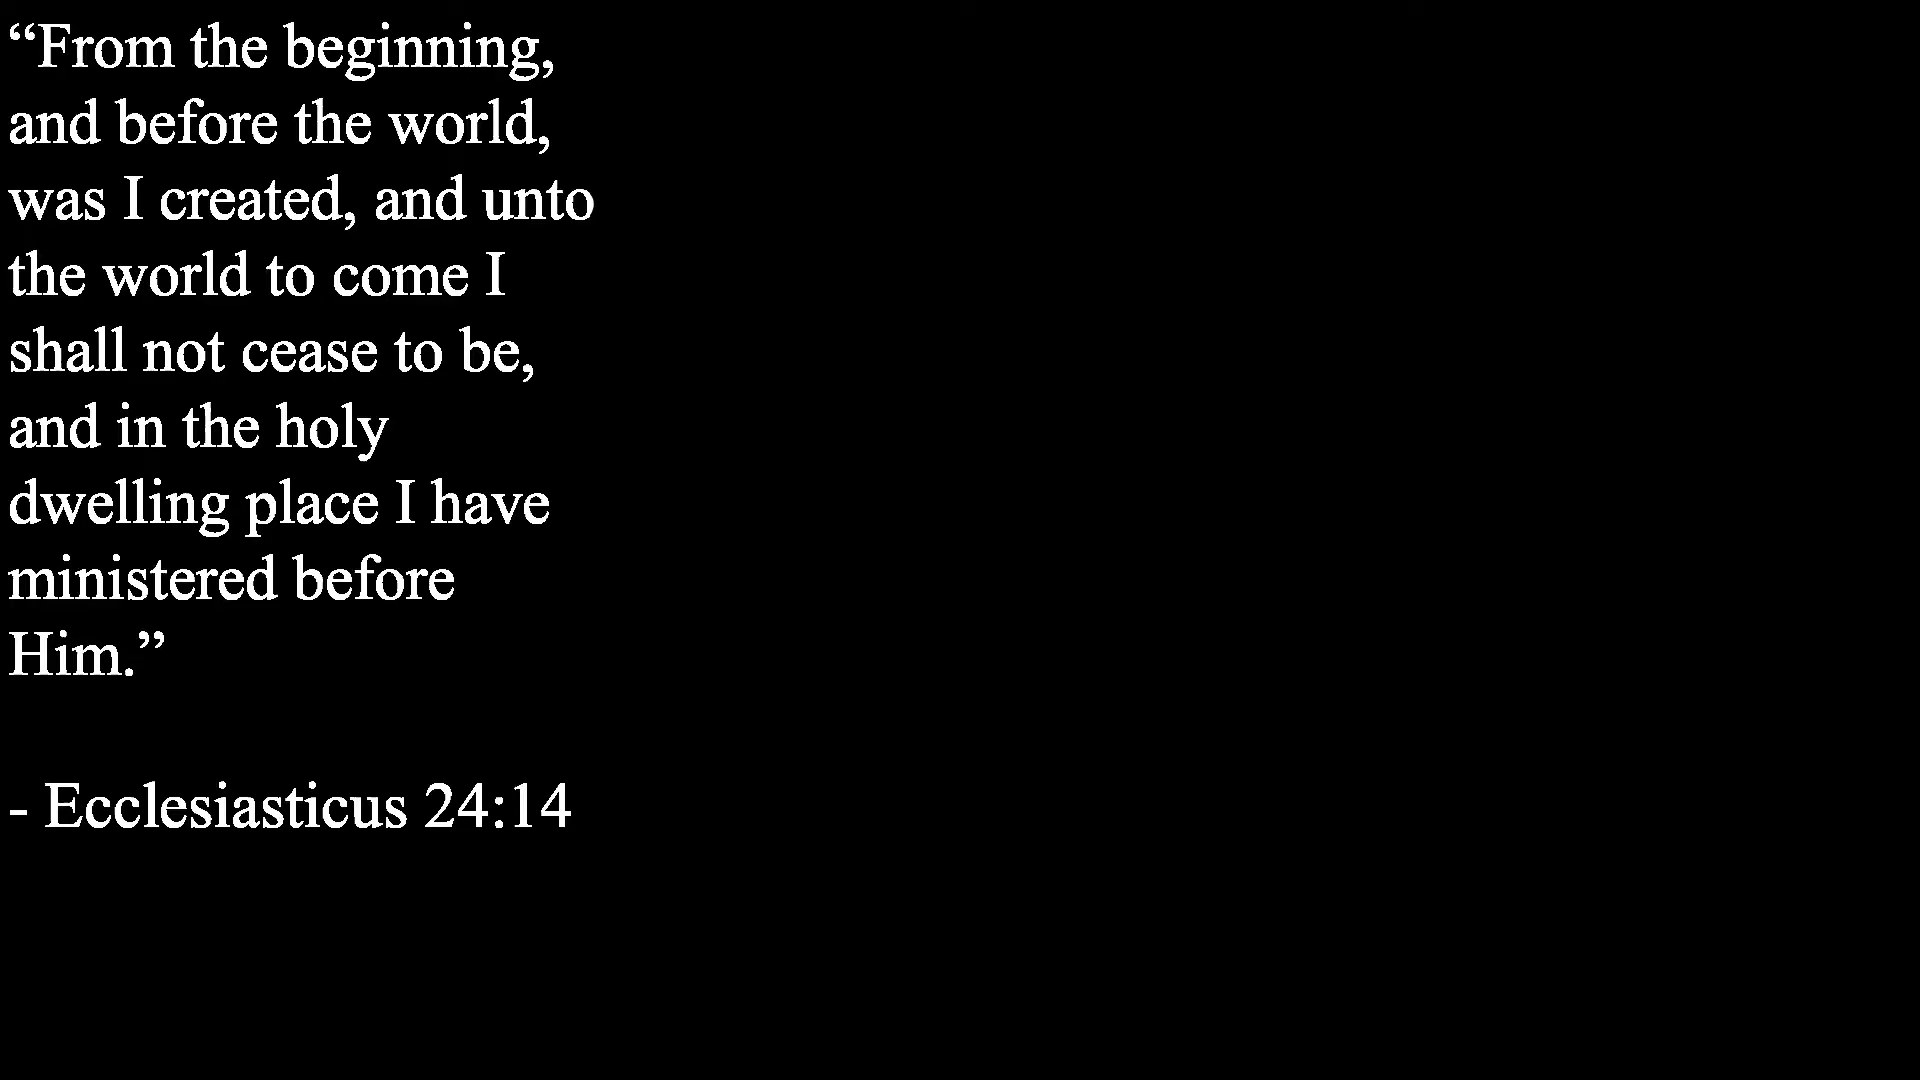 “From the beginning,
and before the world,
was I created, and unto
the world to come I
shall not cease to be,
and in the holy
dwelling place I have
ministered before
Him.”
- Ecclesiasticus 24:14